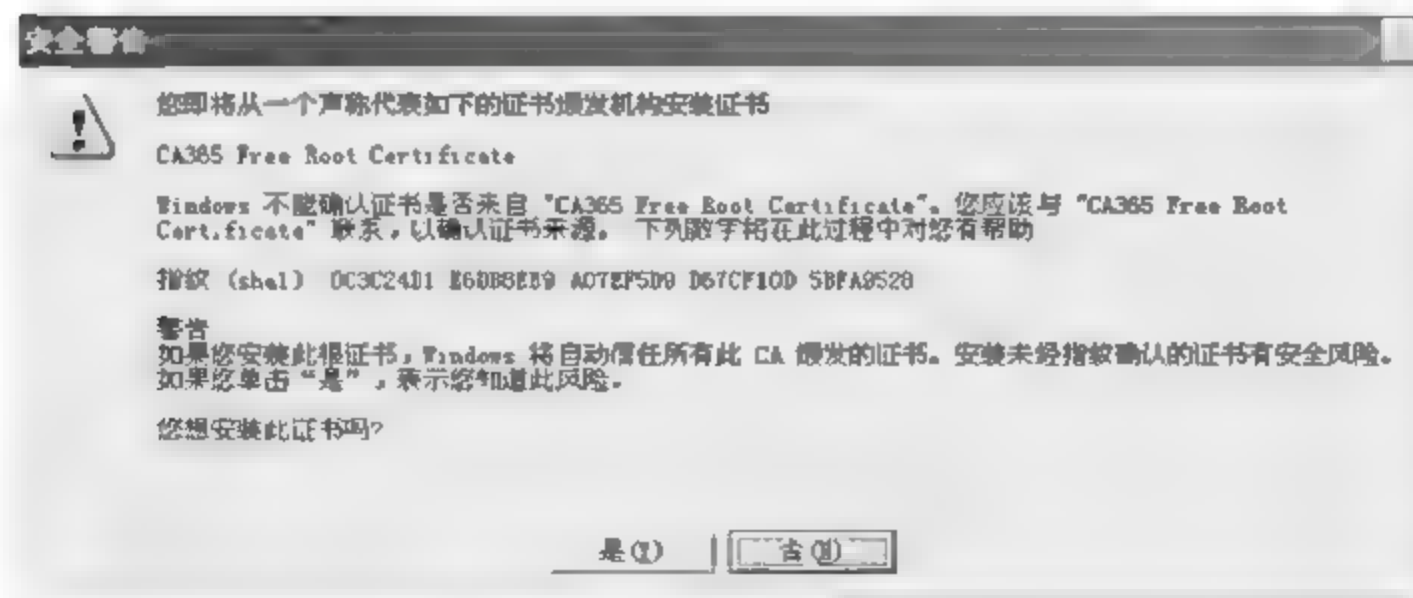 安全警告
您即将从一个声称代表如下的证书颁发机构安装证书
CA365 Free Root Certificate
Windows 不能确认证书是否来自 "CA365 Free Root Certificate"。您应该与 "CA365 Free Root
Certificate" 联系，以确认证书来源。 下列数字将在此过程中对您有帮助
指纹 (sha1)
警告
如果您安装此根证书，Windows 将自动信任所有此 CA 颁发的证书。安装未经指纹确认的证书有安全风险。
如果您单击“是”，表示您知道此风险。
您想安装此证书吗?
是(Y)
否(N)